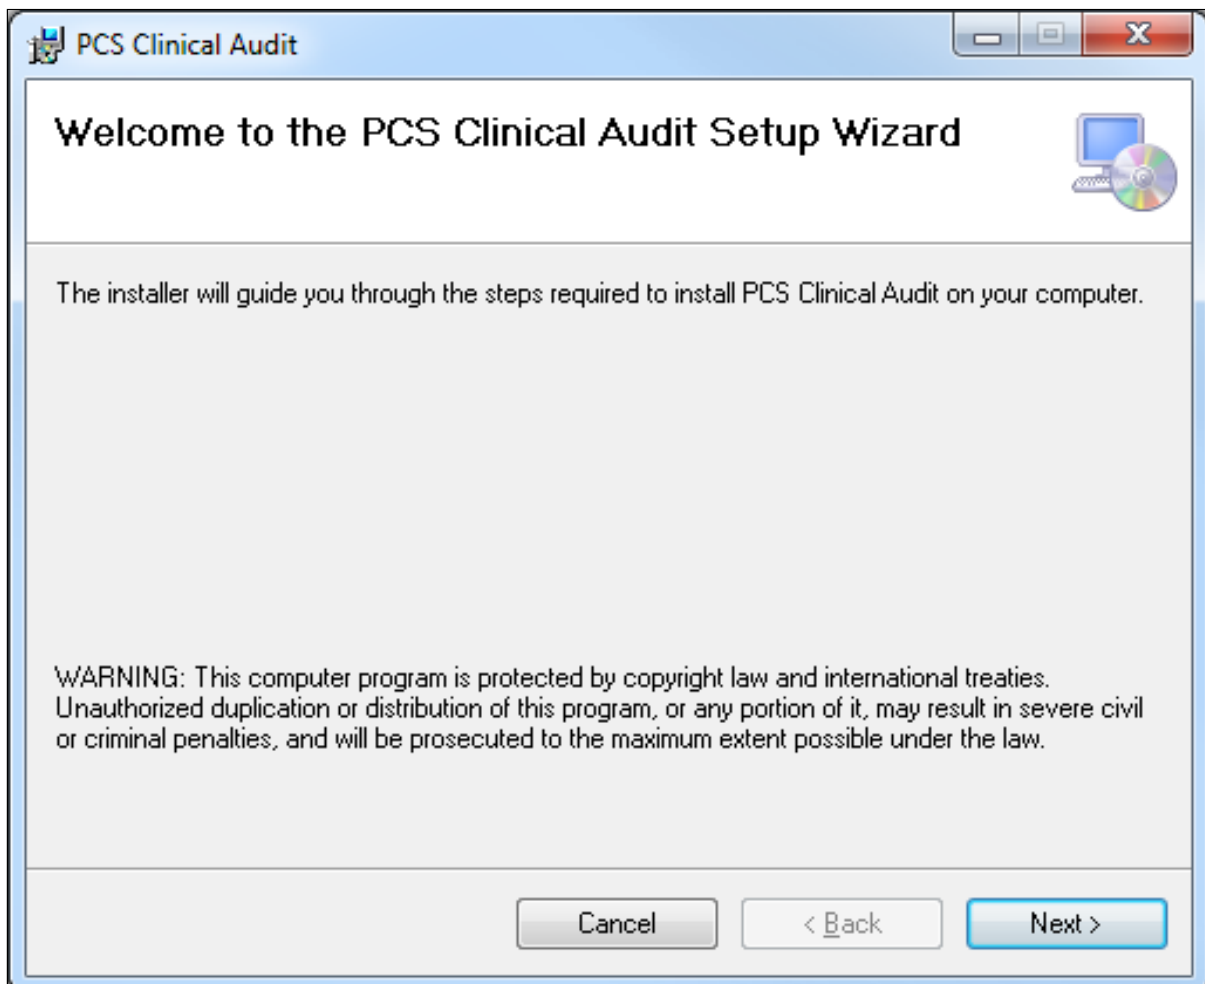 PCS Clinical Audit
Welcome to the PCS Clinical Audit Setup Wizard
The installer will guide you through the steps required to install PCS Clinical Audit on your computer.
WARNING: This computer program is protected by copyright law and international treaties.
Unauthorized duplication or distribution of this program, or any portion of it, may result in severe civil
or criminal penalties, and will be prosecuted to the maximum extent possible under the law.
Cancel < Back Next >